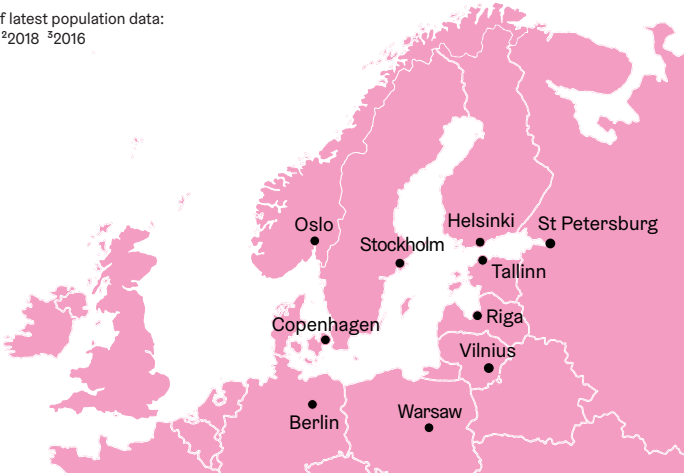 f latest population data:
²2018 ³2016
Oslo
Helsinki
St Petersburg
Stockholm
Tallinn
Riga
Copenhagen
Vilnius
Warsaw
Berlin